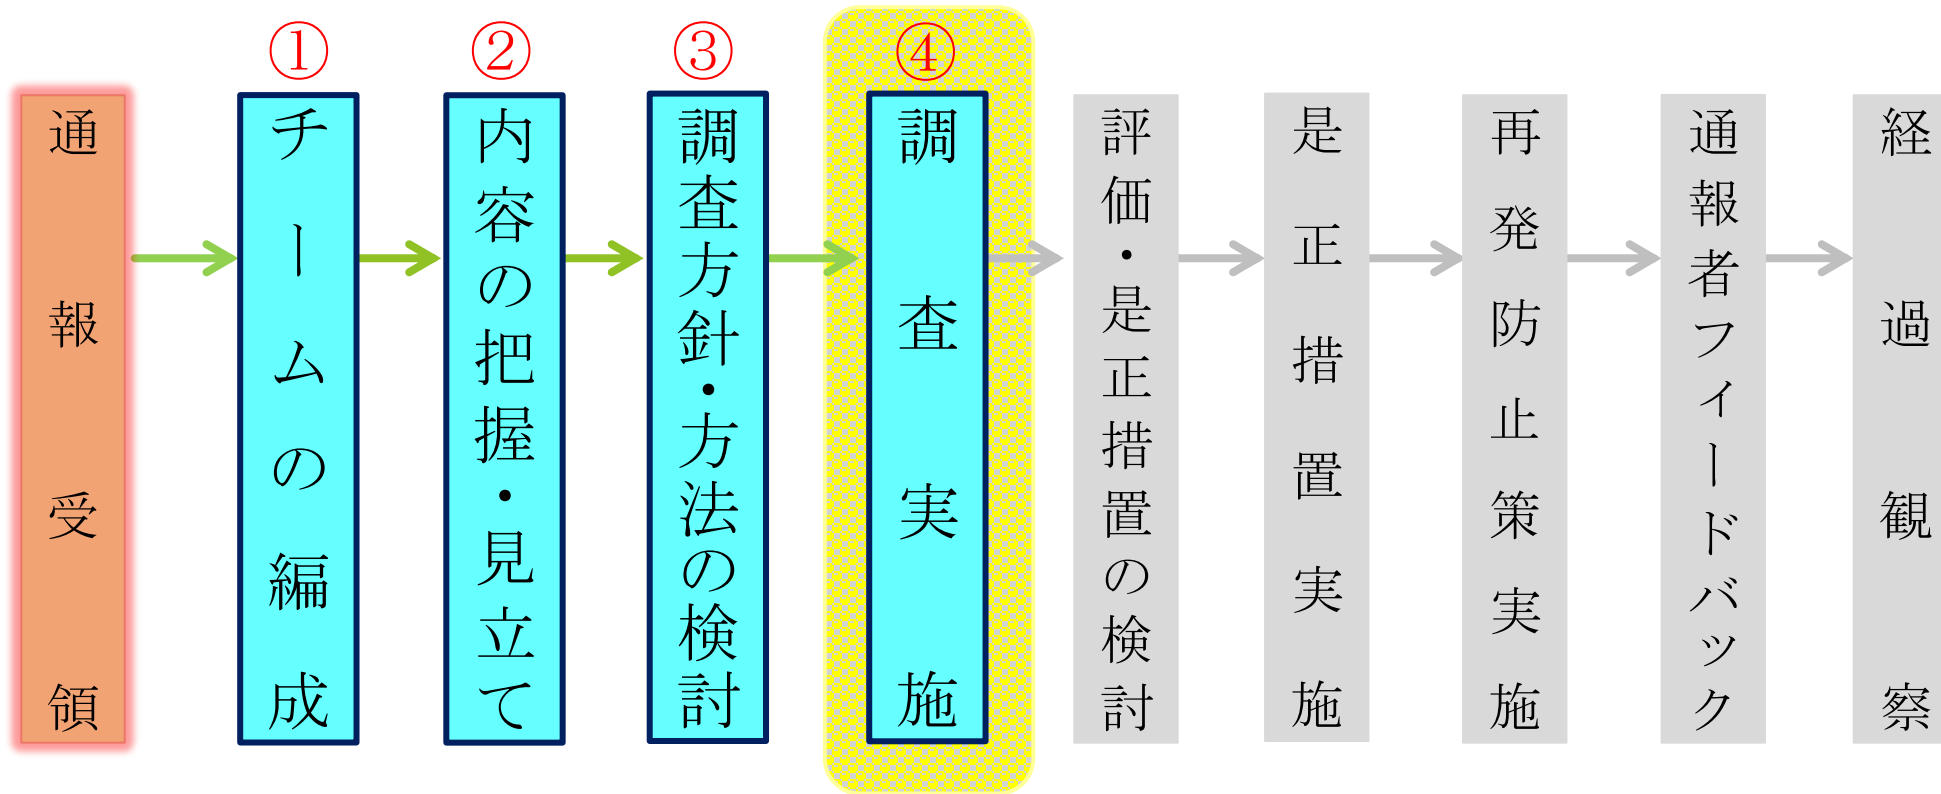 通報受領
①
チームの編成
②
内容の把握・見立て
③
調査方針・方法の検討
④
調査実施
評価・是正措置の検討
是正措置実施
再発防止策実施
通報者フィードバック
経過観察